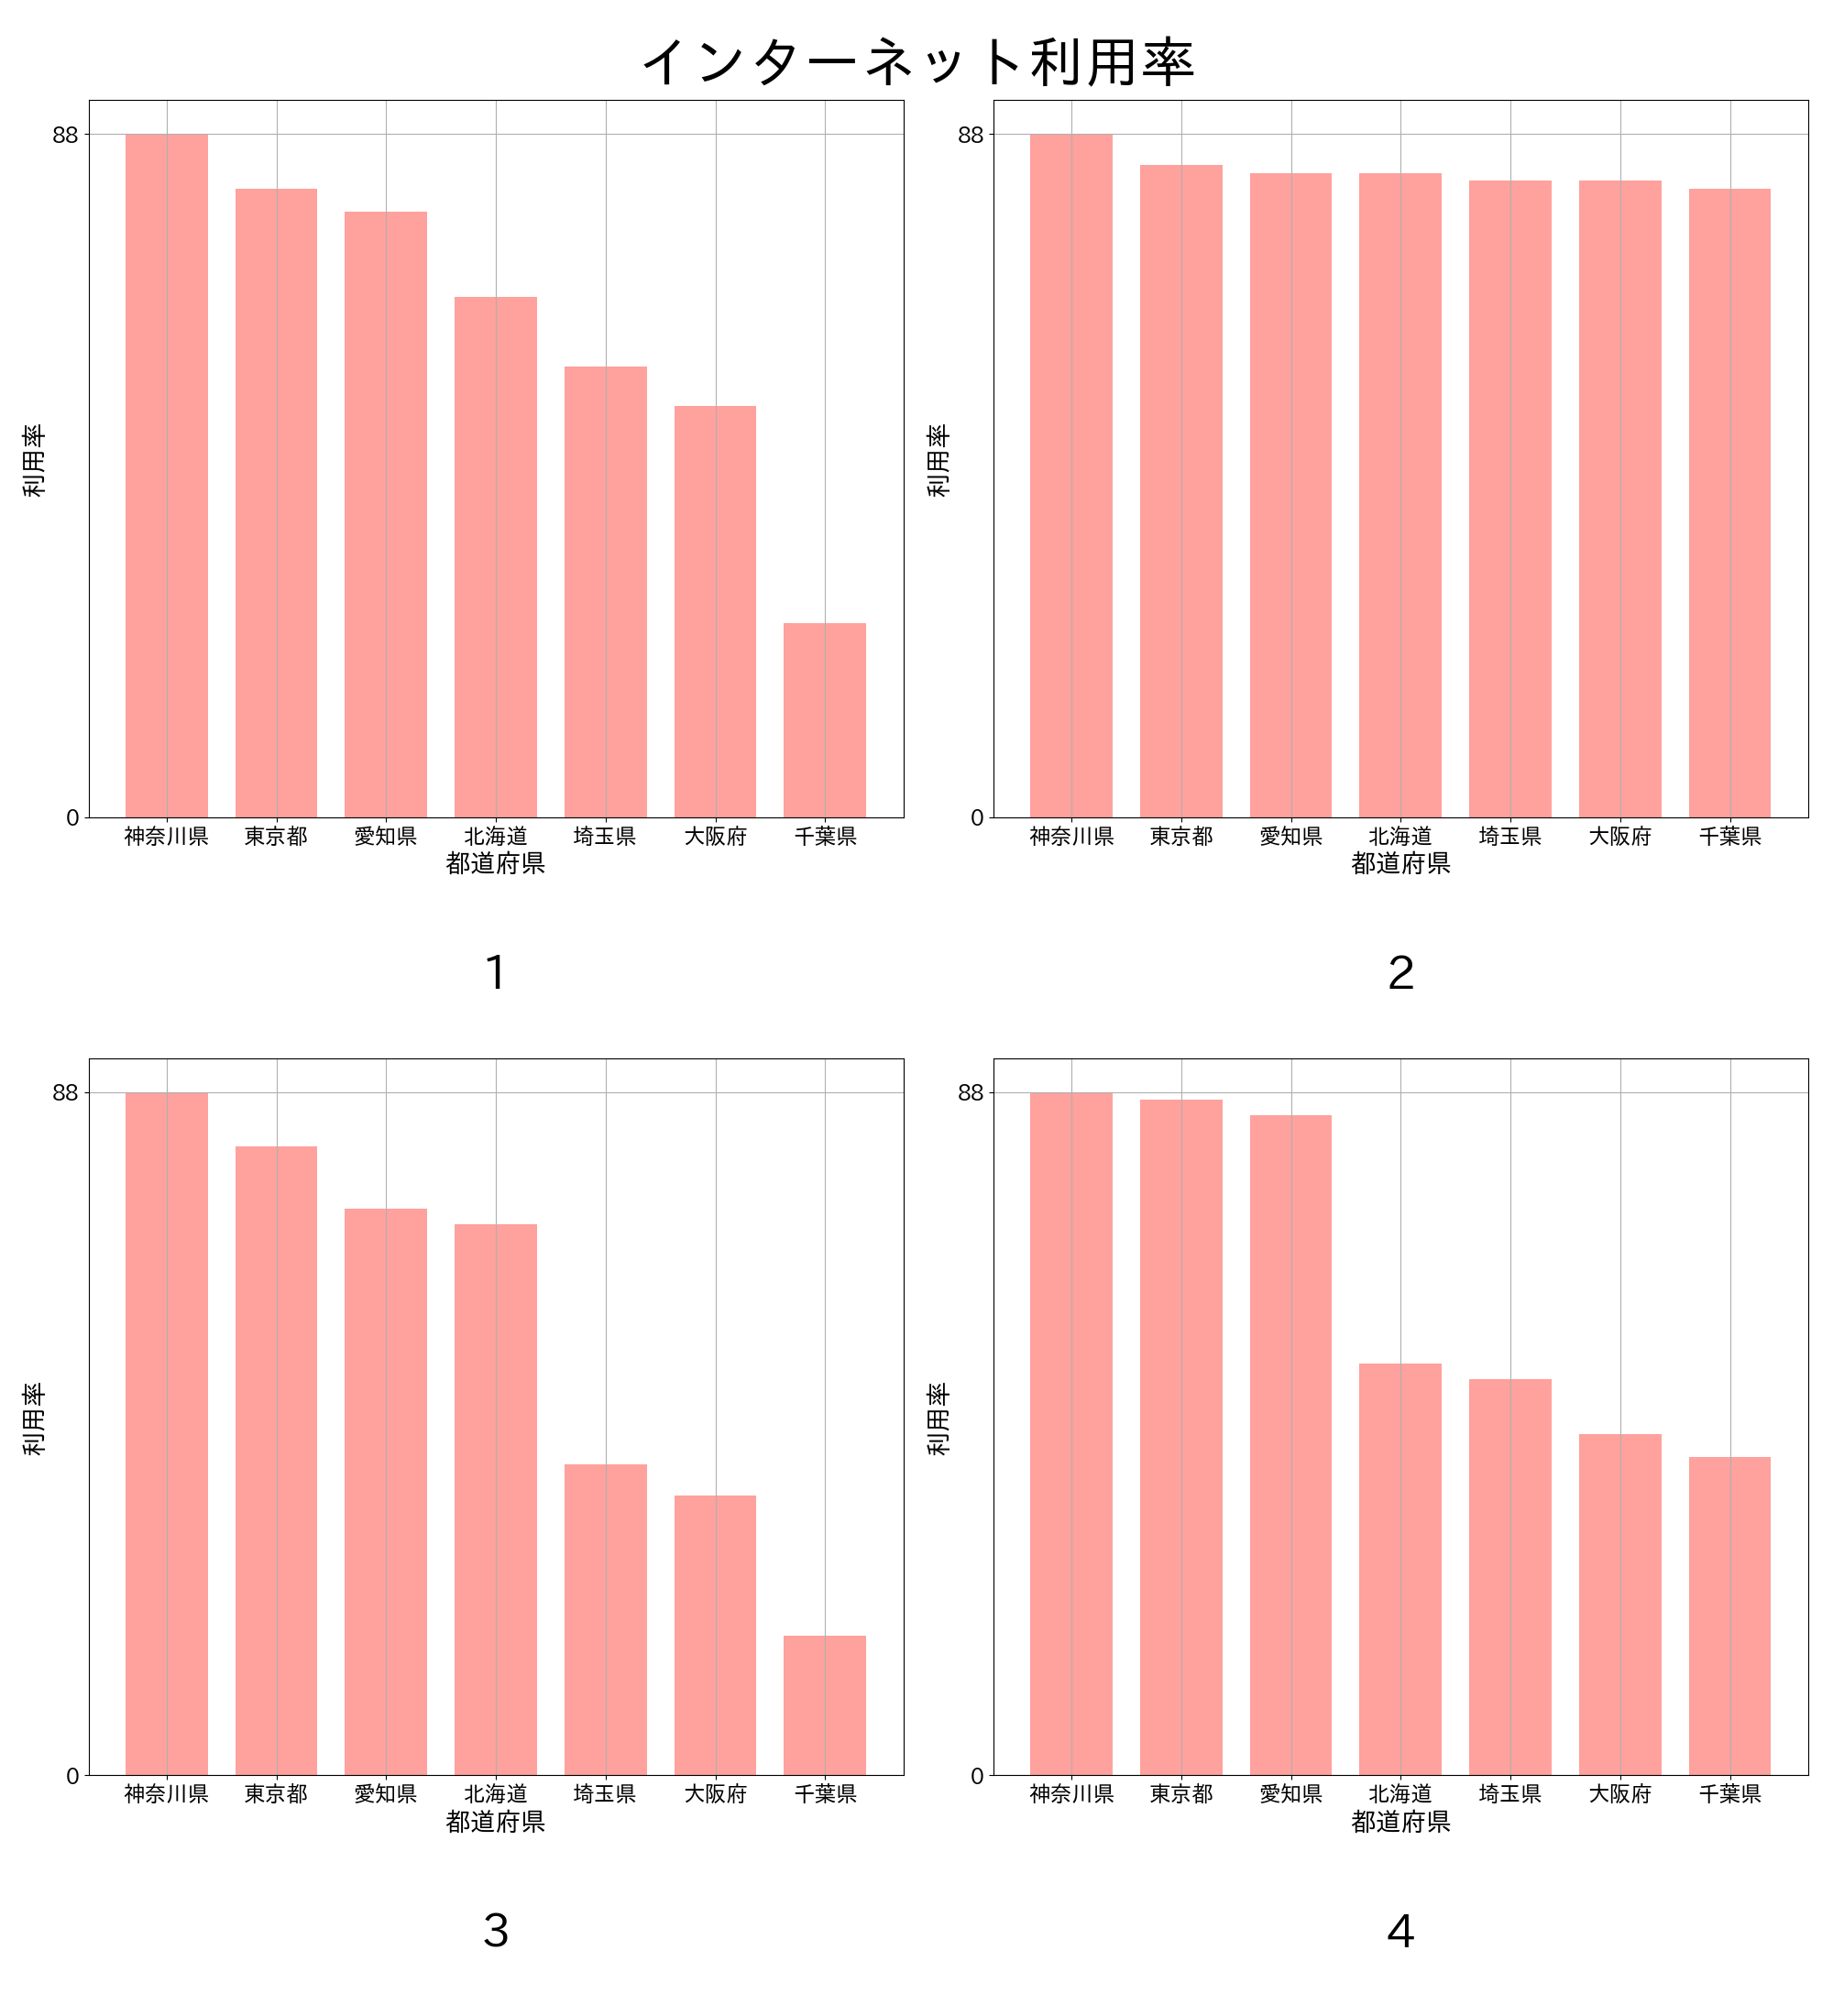 インターネット利用率
88
0
利用率
神奈川県 東京都 愛知県 北海道 埼玉県 大阪府 千葉県
都道府県
1
88
0
利用率
神奈川県 東京都 愛知県 北海道 埼玉県 大阪府 千葉県
都道府県
2
88
0
利用率
神奈川県 東京都 愛知県 北海道 埼玉県 大阪府 千葉県
都道府県
3
88
0
利用率
神奈川県 東京都 愛知県 北海道 埼玉県 大阪府 千葉県
都道府県
4